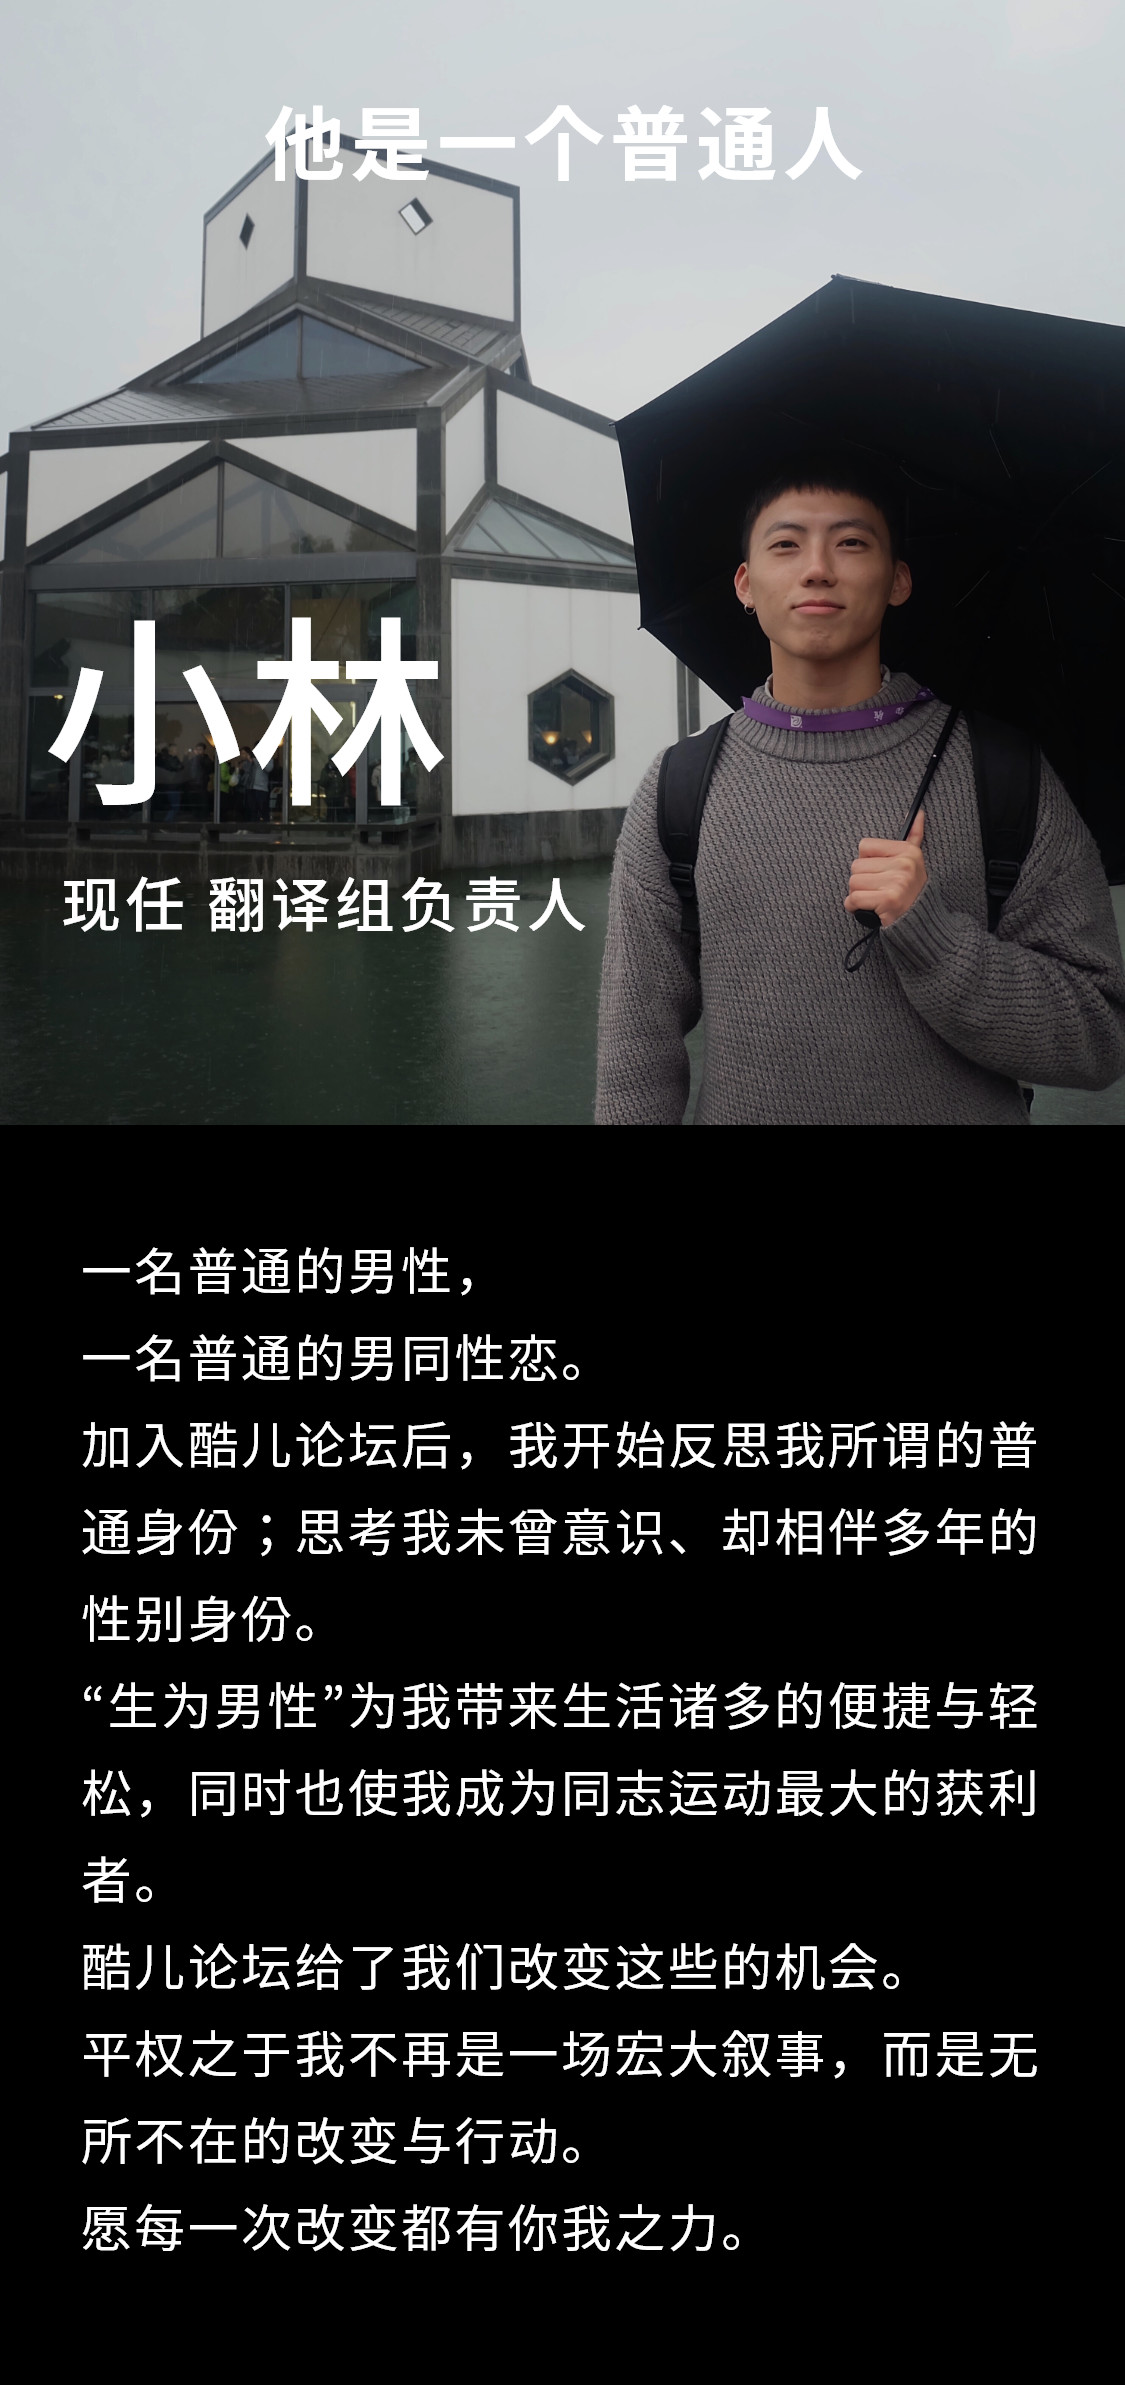 他是一个普通人
小林
现任 翻译组负责人
一名普通的男性，
一名普通的男同性恋。
加入酷儿论坛后，我开始反思我所谓的普
通身份；思考我未曾意识、却相伴多年的
性别身份。
“生为男性”为我带来生活诸多的便捷与轻
松，同时也使我成为同志运动最大的获利
者。
酷儿论坛给了我们改变这些的机会。
平权之于我不再是一场宏大叙事，而是无
所不在的改变与行动。
愿每一次改变都有你我之力。